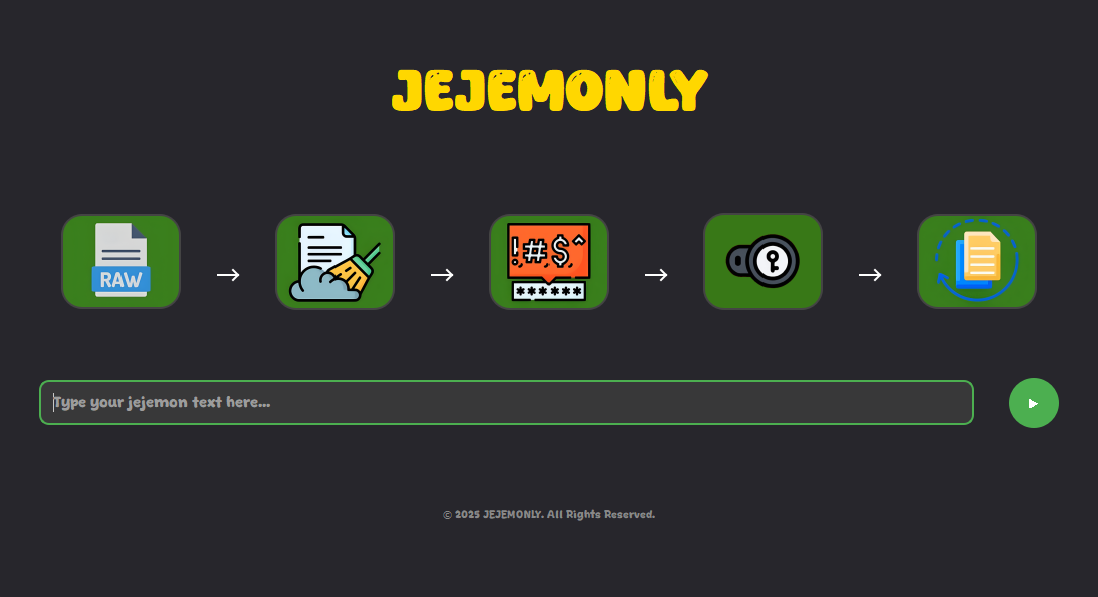 JEJEMONLY
RAW
!#$^
******
Type your jejemon text here...
© 2025 JEJEMONLY. All Rights Reserved.